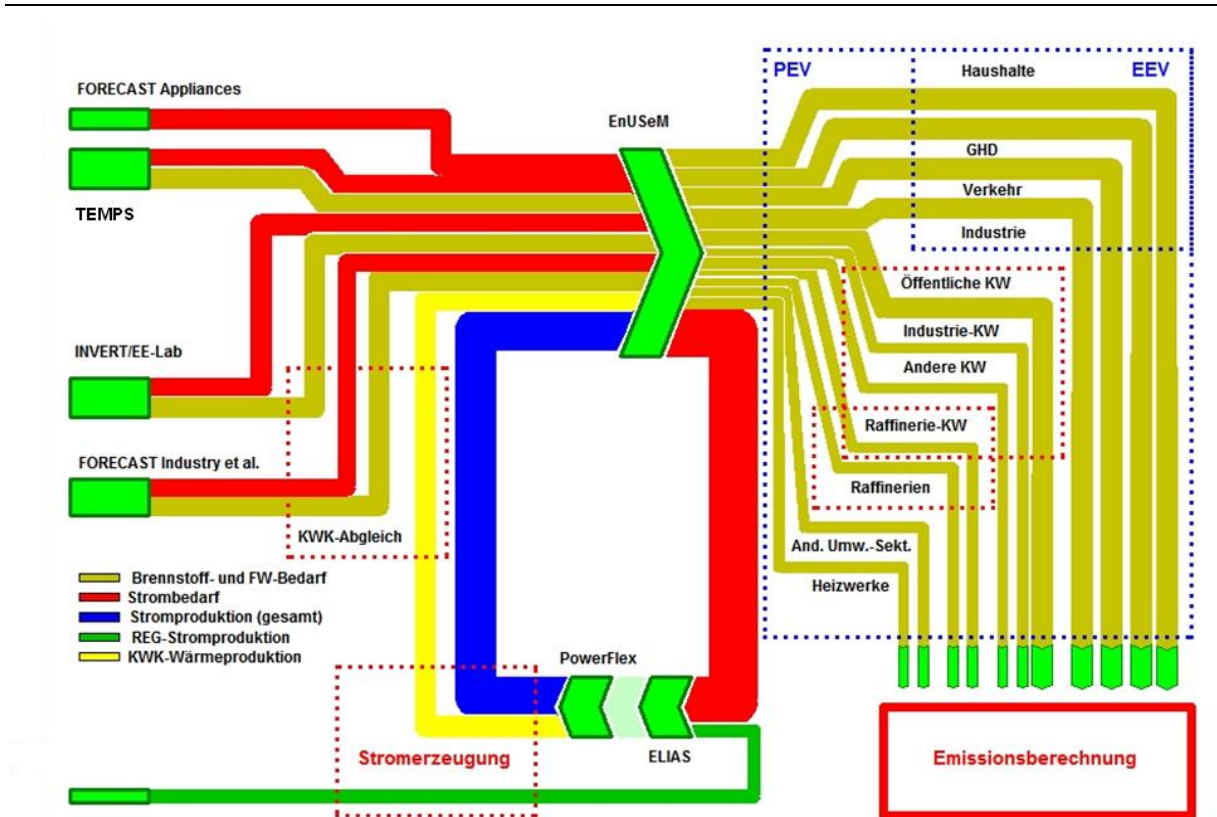 FORECAST Appliances
TEMPS
INVERT/EE-Lab
FORECAST Industry et al.
KWK-Abgleich
Brennstoff- und FW-Bedarf
Strombedarf
Stromproduktion (gesamt)
REG-Stromproduktion
KWK-Wärmeproduktion
EnUSeM
PowerFlex
ELIAS
Stromerzeugung
PEV
EEV
Haushalte
GHD
Verkehr
Industrie
Öffentliche KW
Industrie-KW
Andere KW
Raffinerie-KW
Raffinerien
And. Umw.-Sekt.
Heizwerke
Emissionsberechnung